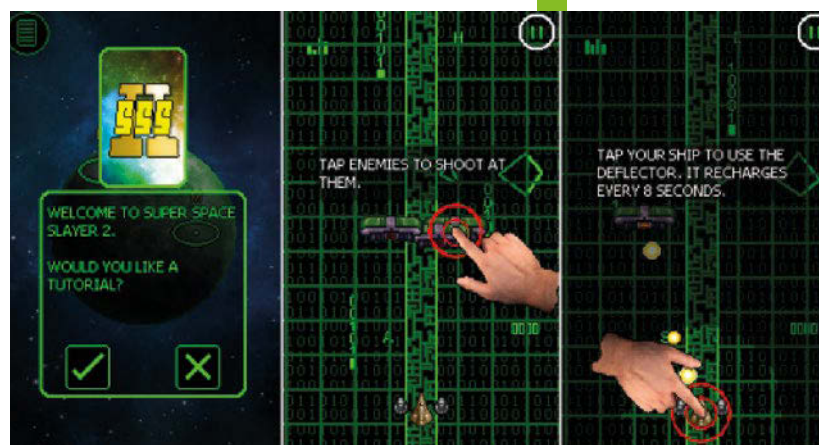 SSS
WELCOME TO SUPER SPACE
SLAYER 2.
WOULD YOU LIKE A
TUTORIAL?
TAP ENEMIES TO SHOOT AT
THEM.
TAP YOUR SHIP TO USE THE
DEFLECTOR. IT RECHARGES
EVERY 8 SECONDS.